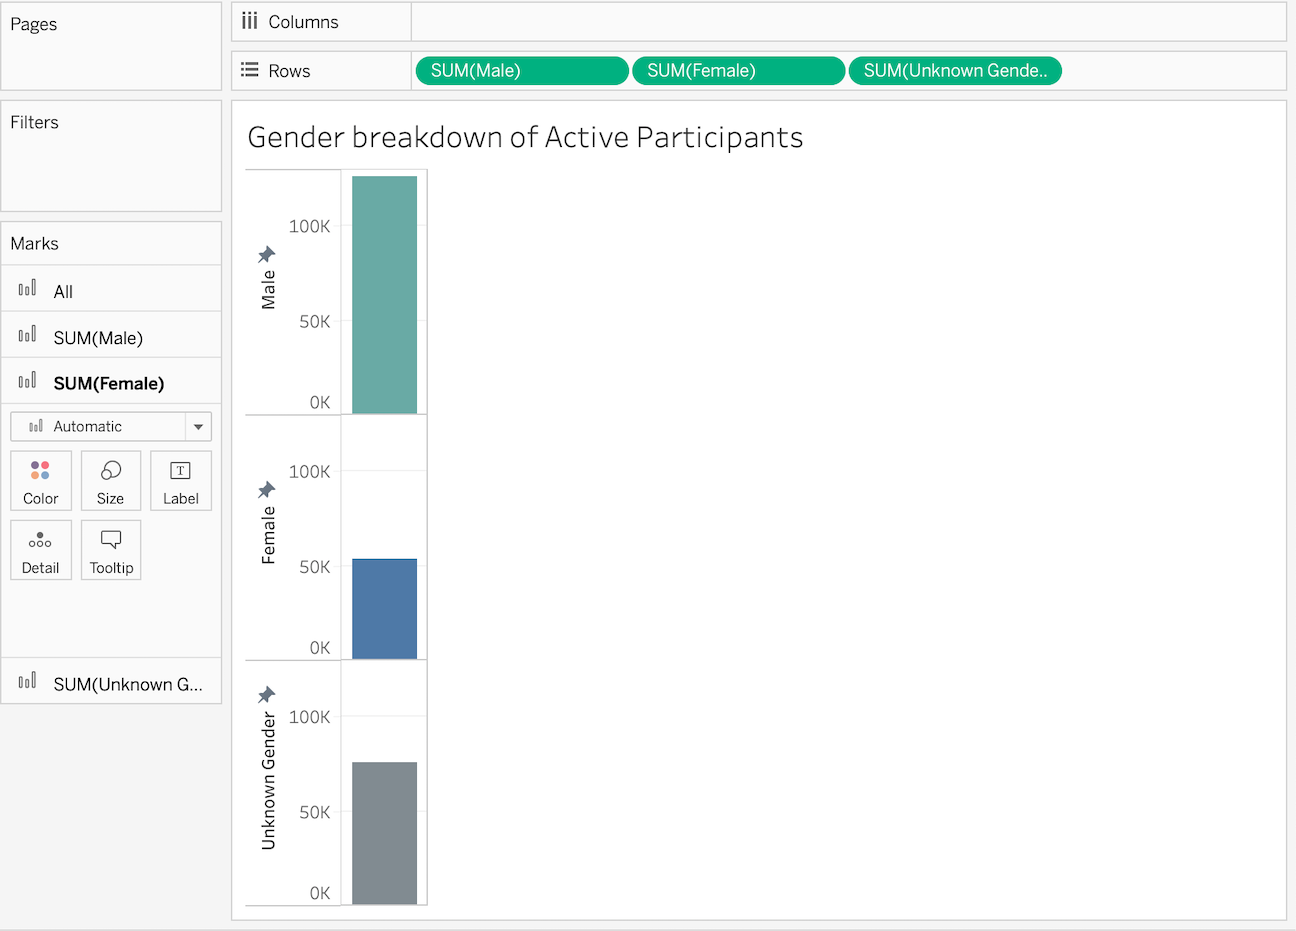 Pages
Columns
Rows
SUM(Male)
SUM(Female)
SUM(Unknown Gende..
Filters
Marks
All
SUM(Male)
SUM(Female)
Automatic
Color
Size
Label
Detail
Tooltip
SUM(Unknown G...
Gender breakdown of Active Participants
Male
100K
50K
0K
Female
100K
50K
0K
Unknown Gender
100K
50K
0K